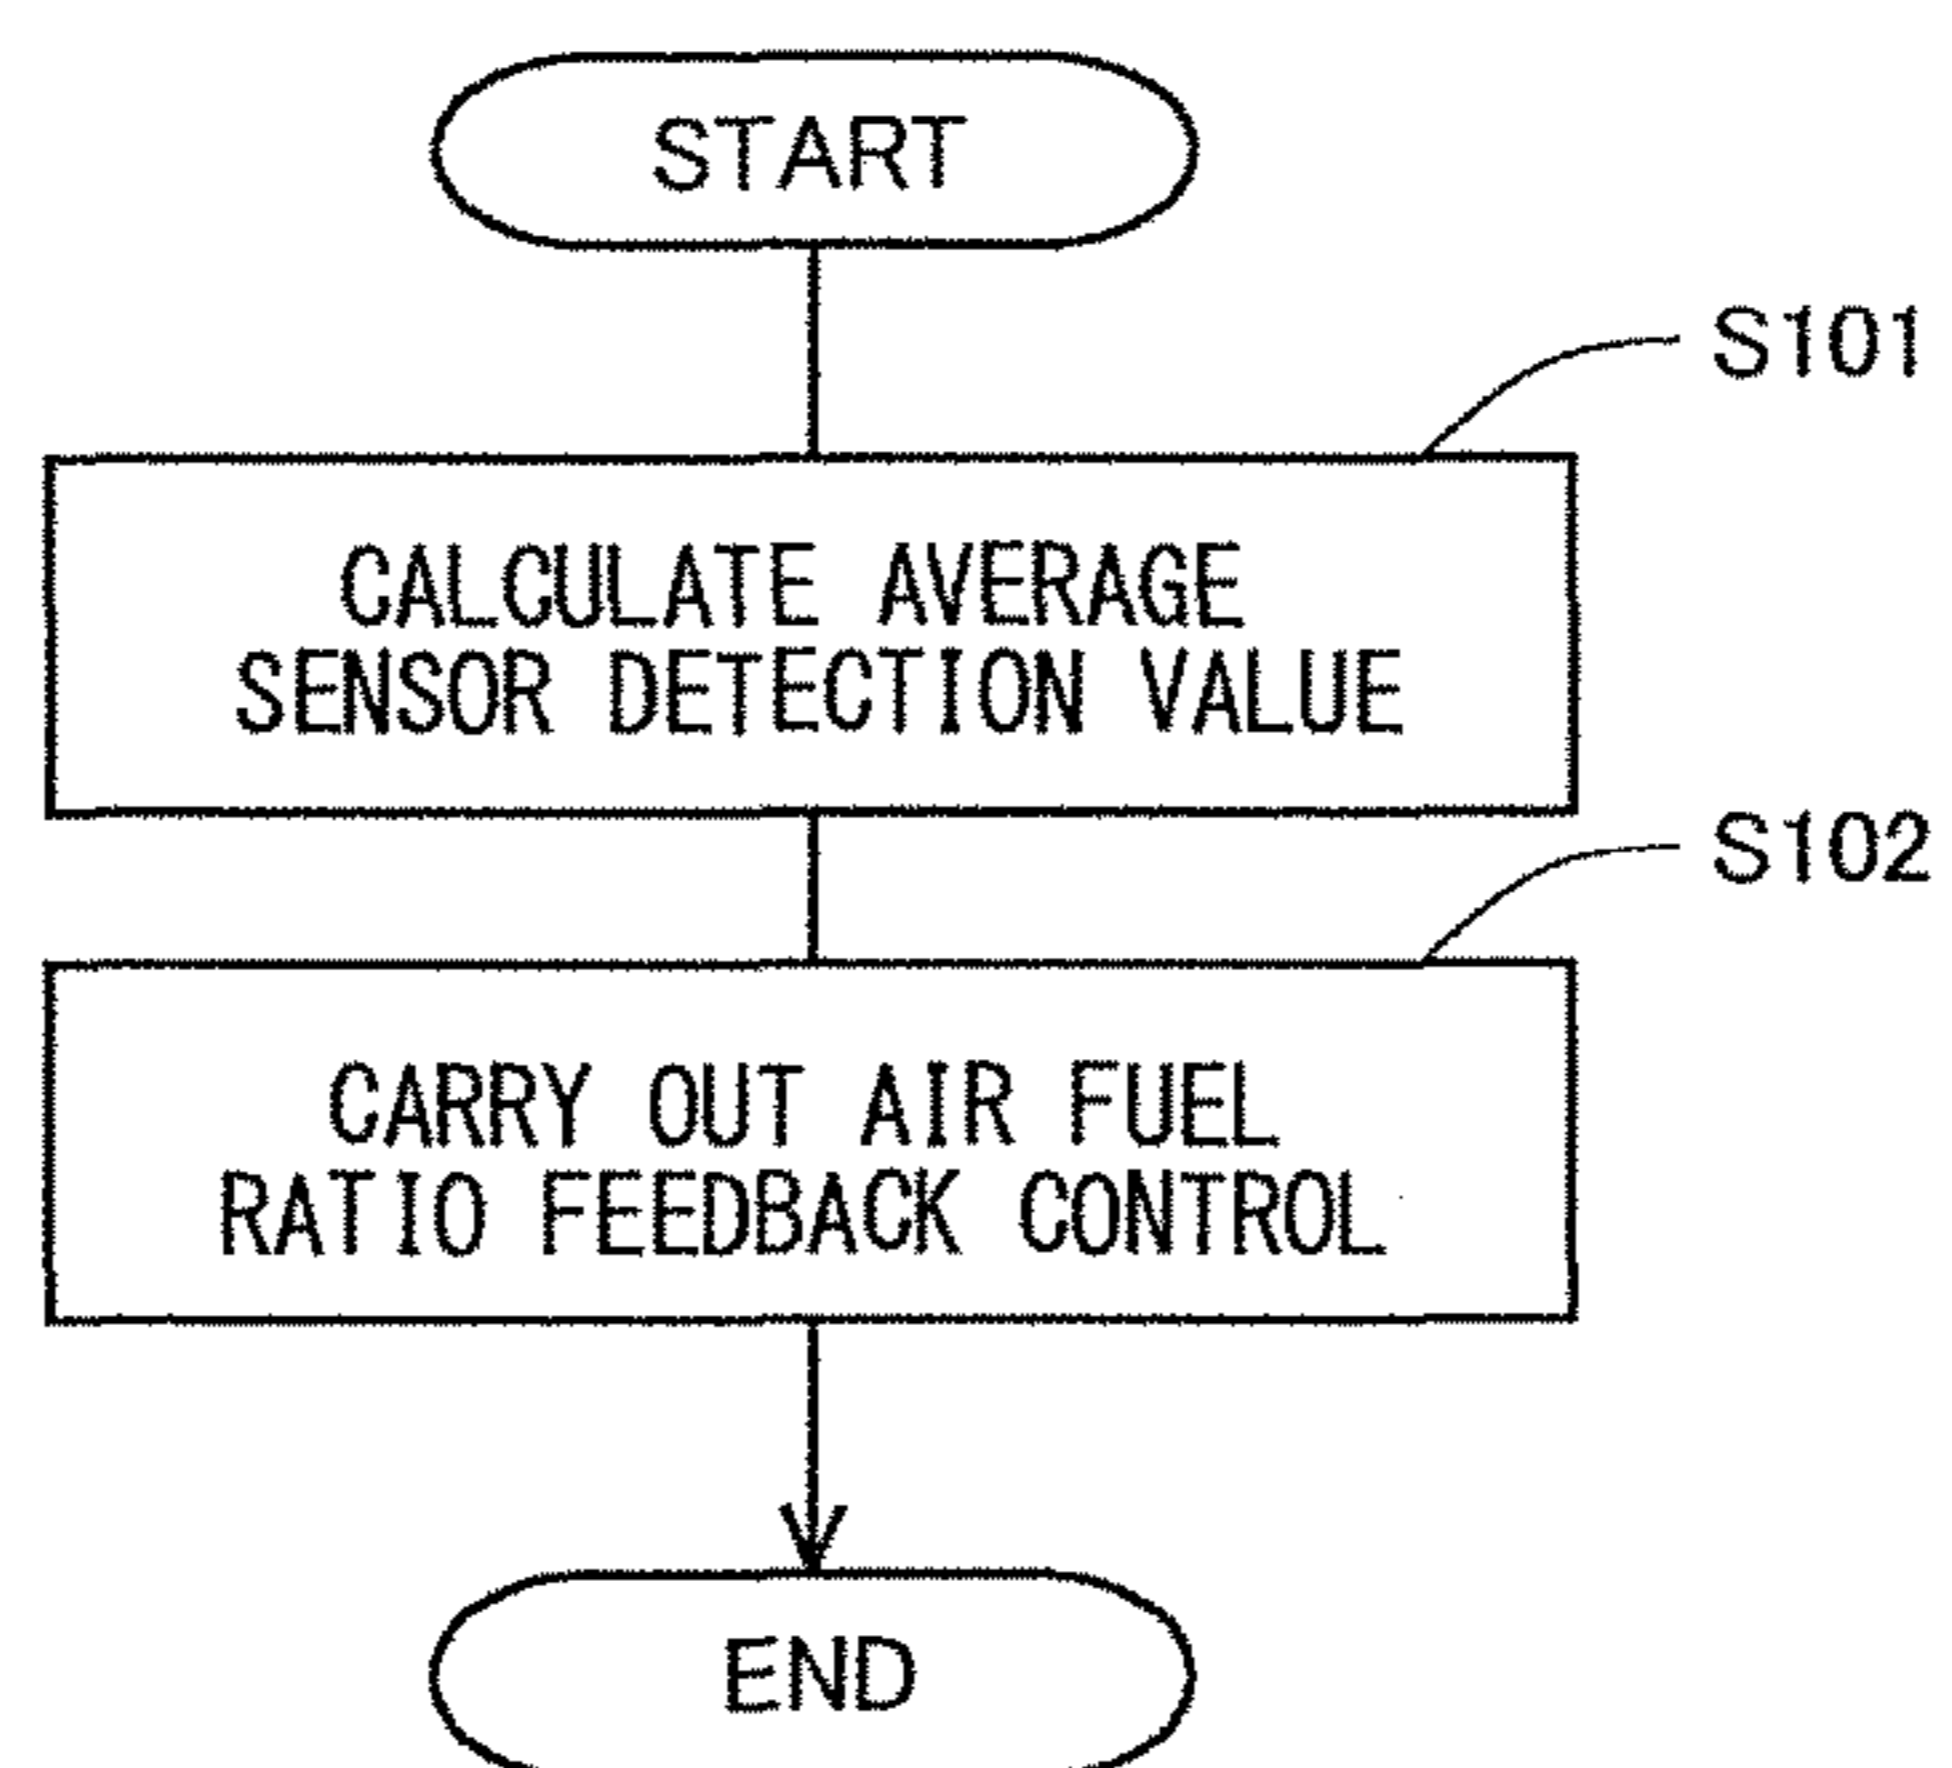 START
S101
CALCULATE AVERAGE
SENSOR DETECTION VALUE
S102
CARRY OUT AIR FUEL
RATIO FEEDBACK CONTROL
END